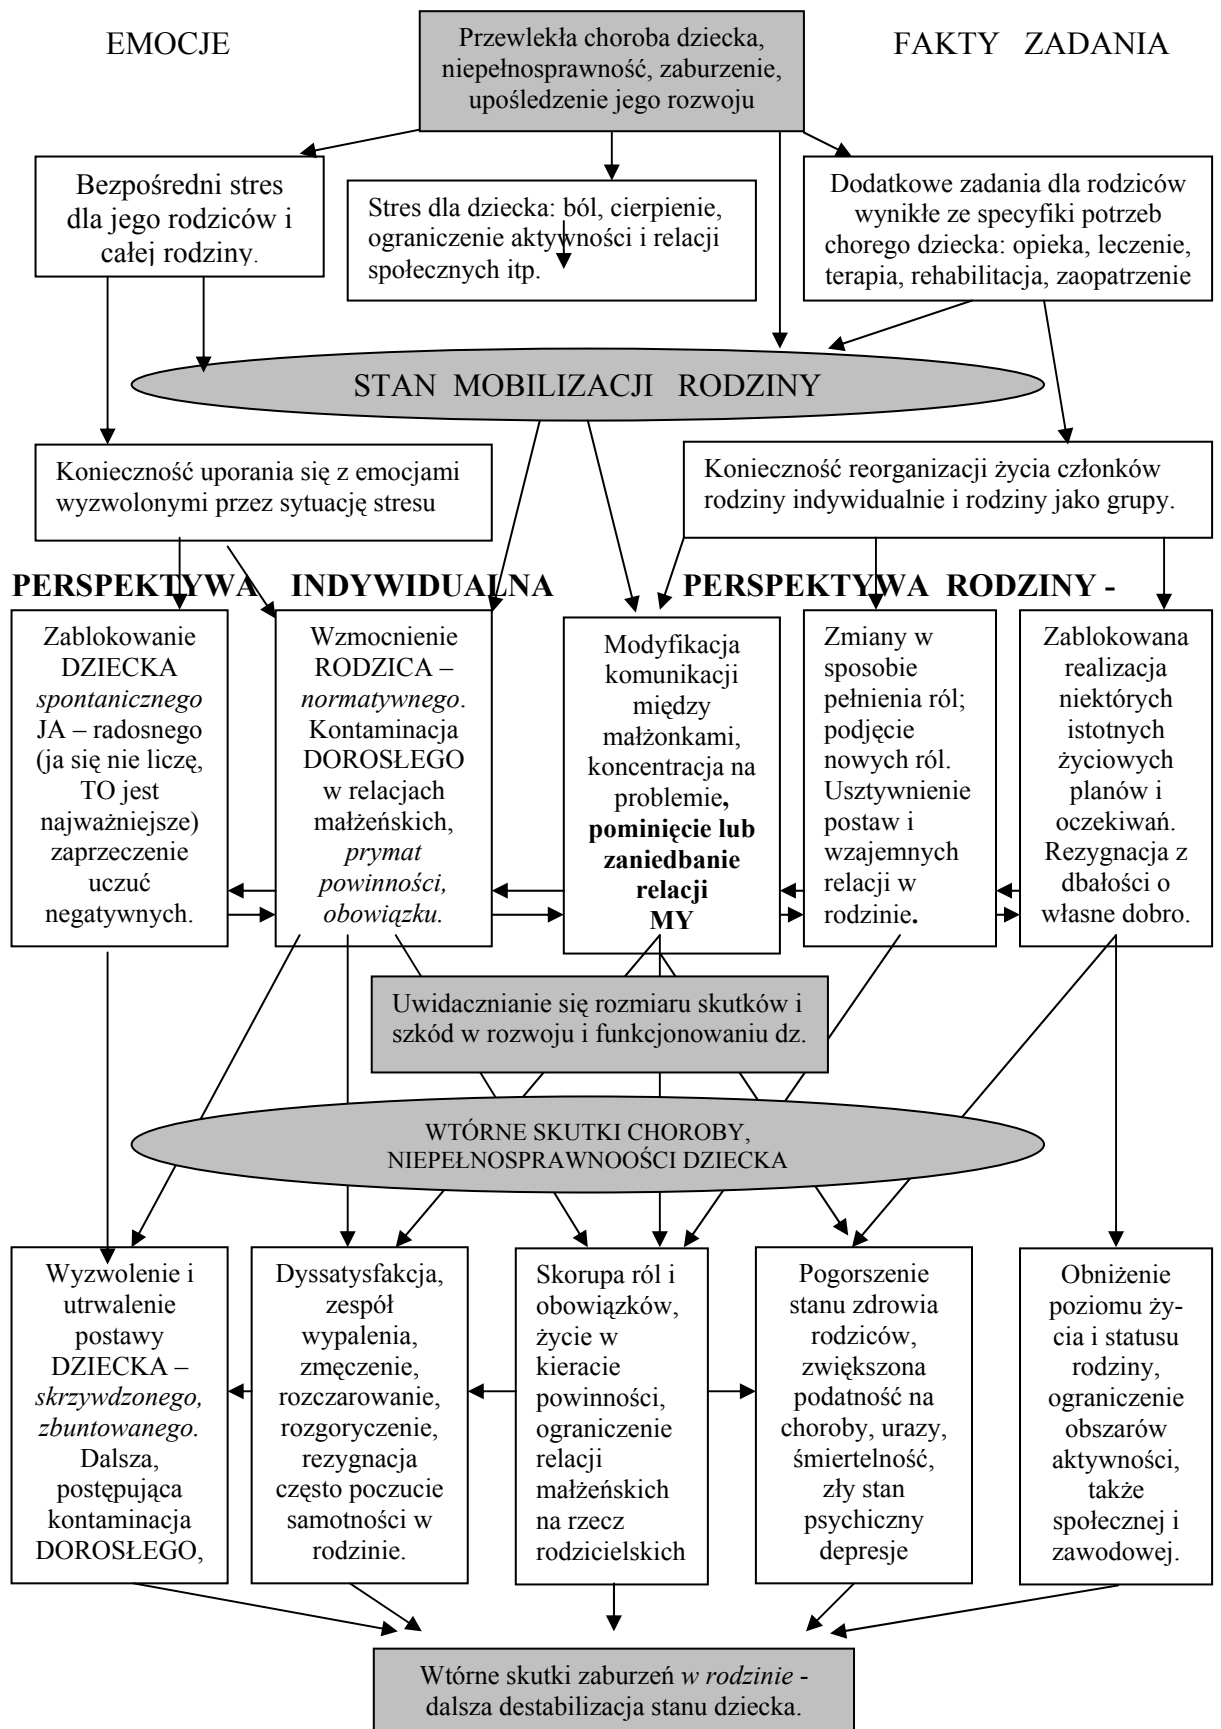 EMOCJE
Przewlekła choroba dziecka,
niepełnosprawność, zaburzenie,
upośledzenie jego rozwoju
FAKTY ZADANIA
Bezpośredni stres
dla jego rodziców i
całej rodziny.
Stres dla dziecka: ból, cierpienie,
ograniczenie aktywności i relacji
społecznych itp.
Dodatkowe zadania dla rodziców
wynikłe ze specyfiki potrzeb
chorego dziecka: opieka, leczenie,
terapia, rehabilitacja, zaopatrzenie
STAN MOBILIZACJI RODZINY
Konieczność uporania się z emocjami
wyzwolonymi przez sytuację stresu
Konieczność reorganizacji życia członków
rodziny indywidualnie i rodziny jako grupy.
PERSPEKTYWA INDYWIDUALNA
PERSPEKTYWA RODZINY -
Zablokowanie
DZIECKA
spontanicznego
JA – radosnego
(ja się nie liczę,
TO jest
najważniejsze)
zaprzeczenie
uczuć
negatywnych.
Wzmocnienie
RODZICA –
normatywnego.
Kontaminacja
DOROSŁEGO
w relacjach
małżeńskich,
prymat
powinności,
obowiązku.
Modyfikacja
komunikacji
między
małżonkami,
koncentracja na
problemie,
pominięcie lub
zaniedbanie
relacji
MY
Zmiany w
sposobie
pełnienia ról;
podjęcie
nowych ról.
Usztywnienie
postaw i
wzajemnych
relacji w
rodzinie.
Zablokowana
realizacja
niektórych
istotnych
życiowych
planów i
oczekiwań.
Rezygnacja z
dbałości o
własne dobro.
Uwidacznianie się rozmiaru skutków i
szkód w rozwoju i funkcjonowaniu dz.
WTÓRNE SKUTKI CHOROBY,
NIEPEŁNOSPRAWNOOŚCI DZIECKA
Wyzwolenie i
utrwalenie
postawy
DZIECKA –
skrzywdzonego,
zbuntowanego.
Dalsza,
postępująca
kontaminacja
DOROSŁEGO,
Dyssatysfakcja,
zespół
wypalenia,
zmęczenie,
rozczarowanie,
rozgoryczenie,
rezygnacja
często poczucie
samotności w
rodzinie.
Skorupa ról i
obowiązków,
życie w
kieracie
powinności,
ograniczenie
relacji
małżeńskich
na rzecz
rodzicielskich
Pogorszenie
stanu zdrowia
rodziców,
zwiększona
podatność na
choroby, urazy,
śmiertelność,
zły stan
psychiczny
depresje
Obniżenie
poziomu ży-
cia i statusu
rodziny,
ograniczenie
obszarów
aktywności,
także
społecznej i
zawodowej.
Wtórne skutki zaburzeń w rodzinie -
dalsza destabilizacja stanu dziecka.